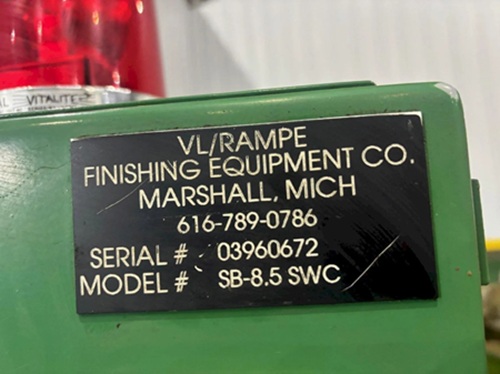 VITALITE
VL/RAMPE
FINISHING EQUIPMENT CO.
MARSHALL, MICH
616-789-0786
SERIAL # 03960672
MODEL # SB-8.5 SWC